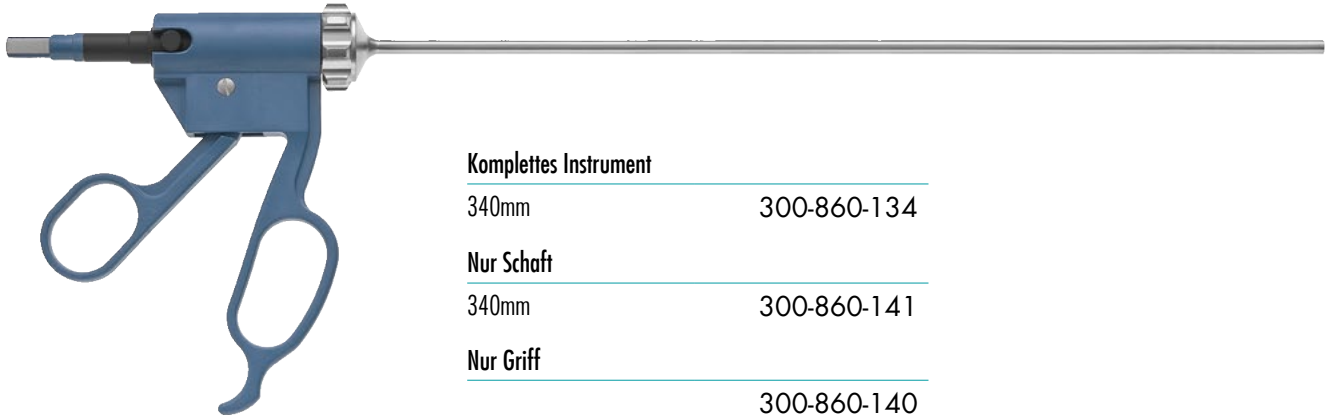 Komplettes Instrument
340mm 300-860-134
Nur Schaft
340mm 300-860-141
Nur Griff
300-860-140